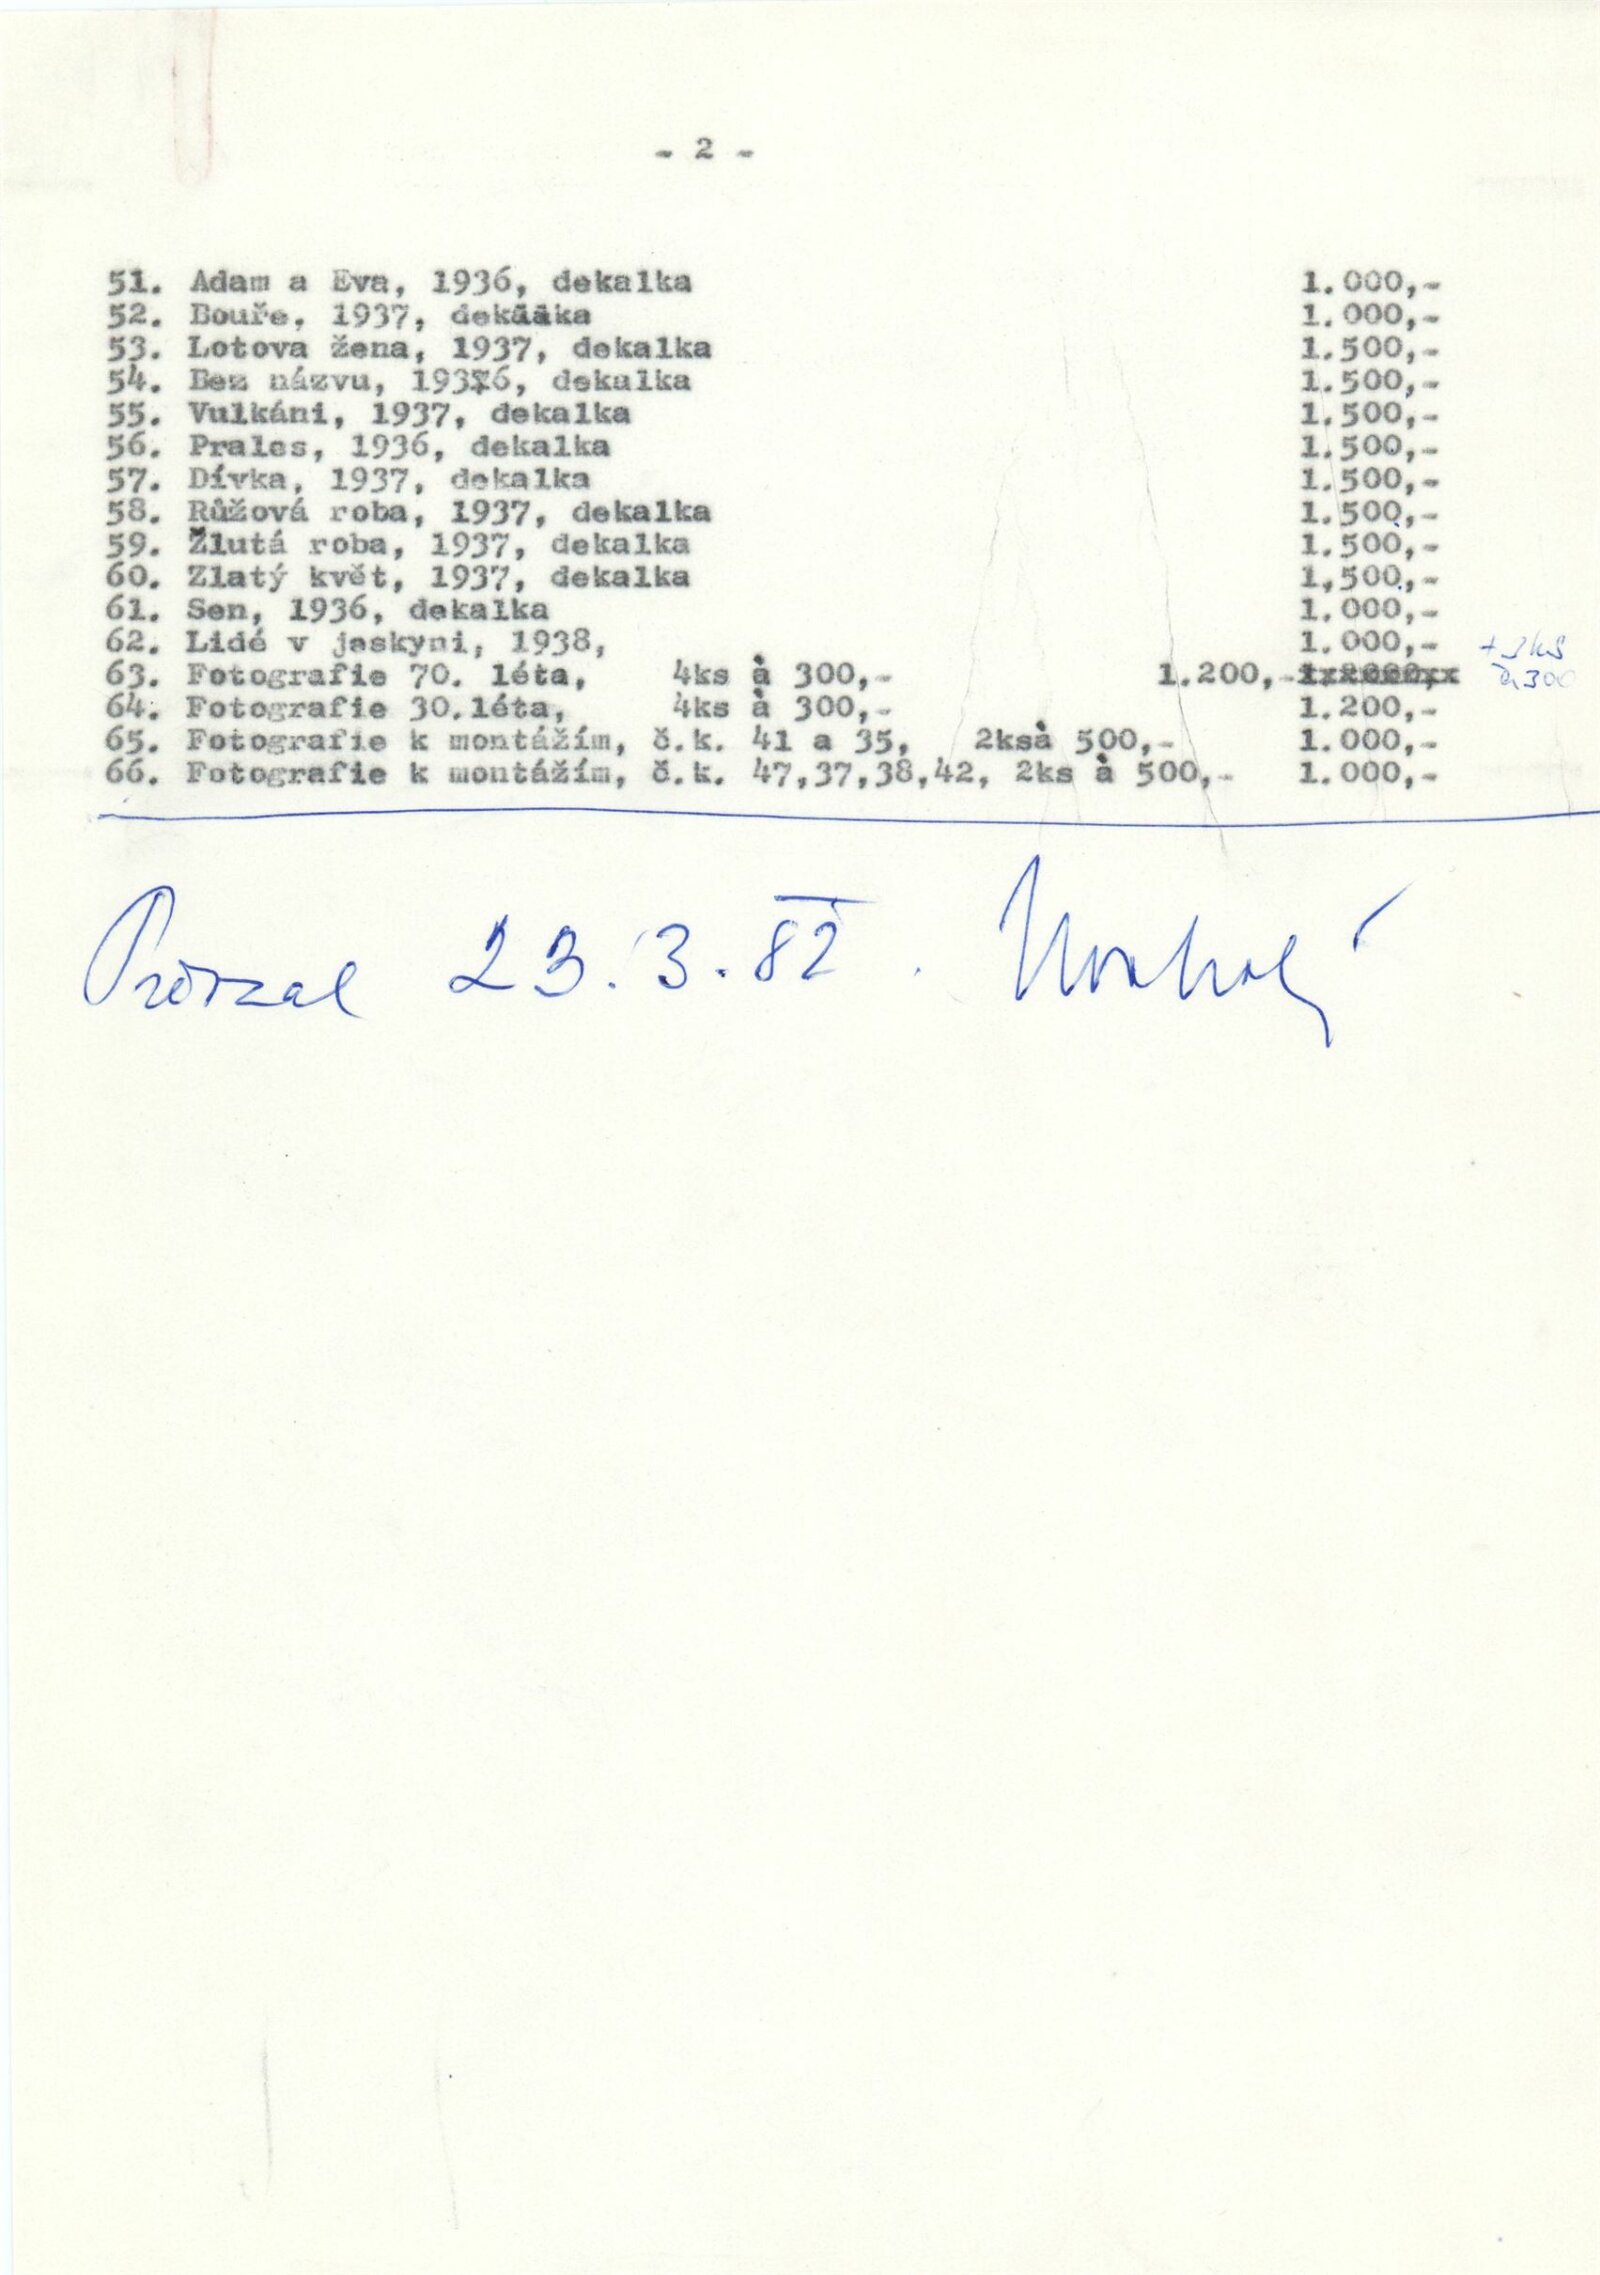 - 2 -
51. Adam a Eva, 1936, dekalka 1.000,-
52. Bouře, 1937, dekááka 1.000,-
53. Lotova žena, 1937, dekalka 1.500,-
54. Bez názvu, 19376, dekalka 1.500,-
55. Vulkáni, 1937, dekalka 1.500,-
56. Prales, 1936, dekalka 1.500,-
57. Dívka, 1937, dekalka 1.500,-
58. Růžová roba, 1937, dekalka 1.500,-
59. Žlutá roba, 1937, dekalka 1.500,-
60. Zlatý květ, 1937, dekalka 1,500,-
61. Sen, 1936, dekalka 1.000,-
62. Lidé v jeskyni, 1938, 1.000,-
63. Fotografie 70. léta, 4ks à 300,- 1.200,- + 3ks à 300
64. Fotografie 30.léta, 4ks à 300,- 1.200,-
65. Fotografie k montážím, č.k. 41 a 35, 2ksà 500,- 1.000,-
66. Fotografie k montážím, č.k. 47,37,38,42, 2ks à 500,- 1.000,-
23.3.82